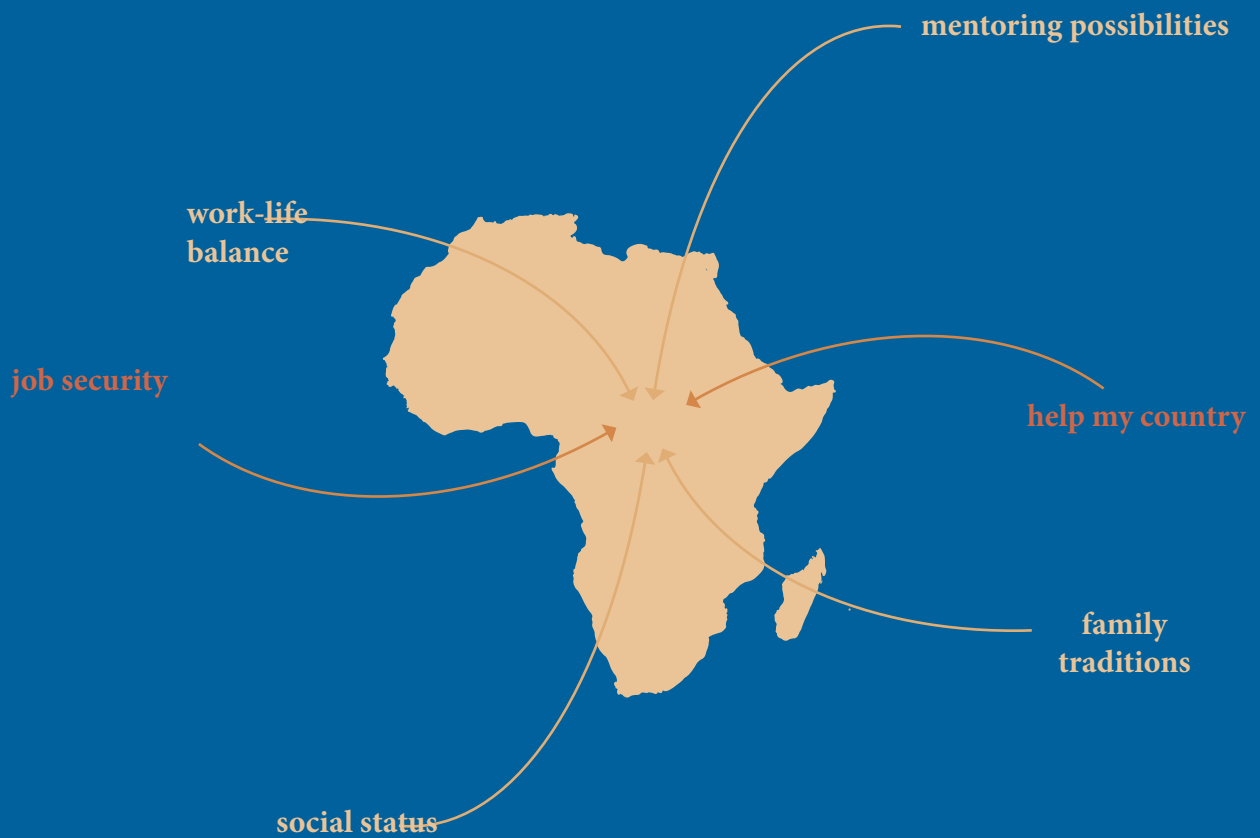 mentoring possibilities
work-life
balance
job security
help my country
family
traditions
social status